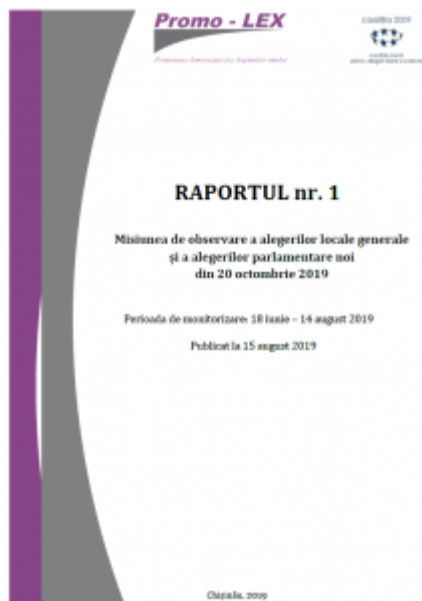 Promo - LEX
coaliția 2009
RAPORTUL nr. 1
Misiunea de observare a alegerilor locale generale
și a alegerilor parlamentare noi
din 20 octombrie 2019
Perioada de monitorizare: 18 iunie – 14 august 2019
Publicat la 15 august 2019
Chișinău, 2019